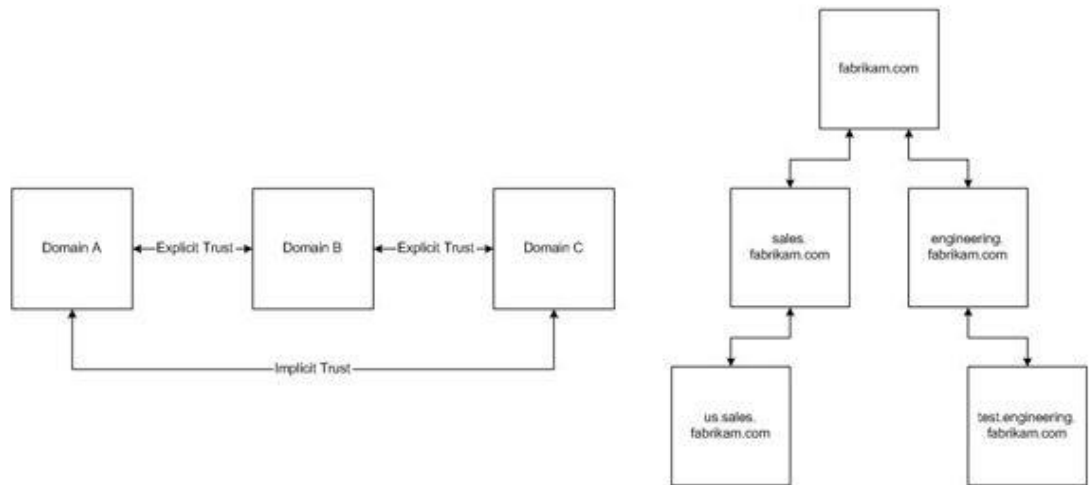 Domain A
Explicit Trust
Domain B
Explicit Trust
Domain C
Implicit Trust
fabrikam.com
sales.
fabrikam.com
engineering.
fabrikam.com
us.sales.
fabrikam.com
test.engineering.
fabrikam.com